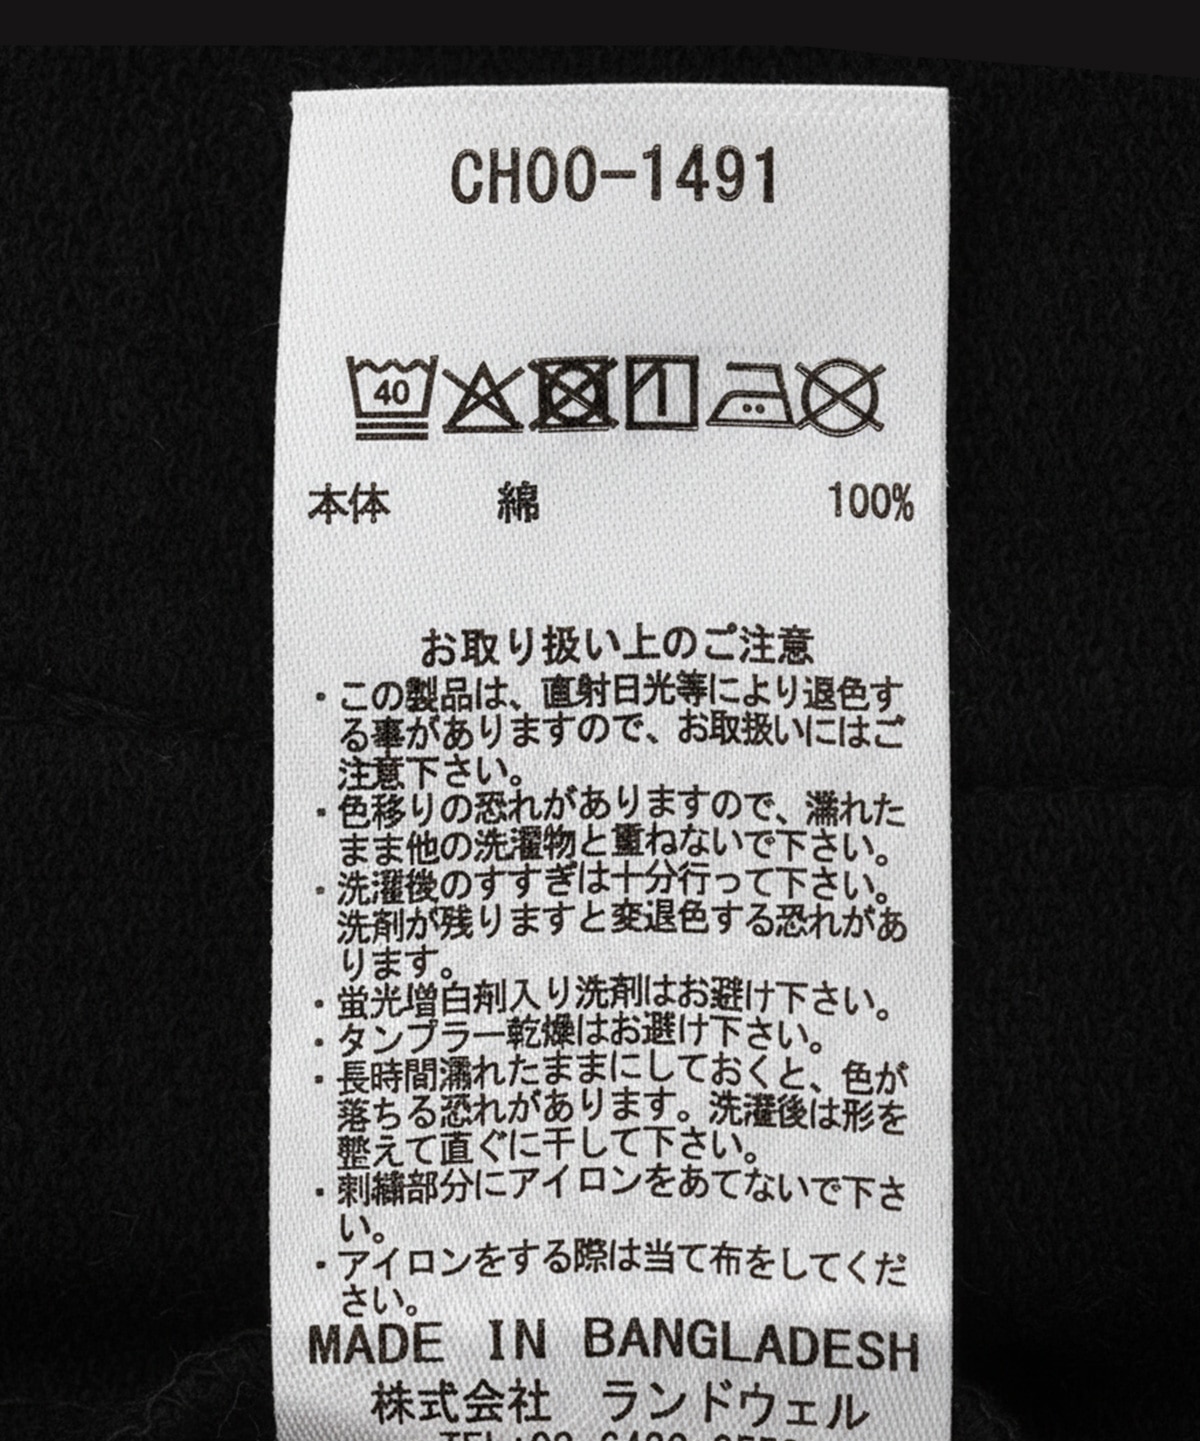 CH00-1491
40
本体 綿 100%
お取り扱い上のご注意
・この製品は、直射日光等により退色す
る事がありますので、お取扱いにはご
注意下さい。
・色移りの恐れがありますので、濡れた
まま他の洗濯物と重ねないで下さい。
・洗濯後のすすぎは十分行って下さい。
洗剤が残りますと変退色する恐れがあ
ります。
・蛍光増白剤入り洗剤はお避け下さい。
・タンブラー乾燥はお避け下さい。
・長時間濡れたままにしておくと、色が
落ちる恐れがあります。洗濯後は形を
整えて直ぐに干して下さい。
・刺繍部分にアイロンをあてないで下さ
い。
・アイロンをする際は当て布をしてくだ
さい。
MADE IN BANGLADESH
株式会社 ランドウェル